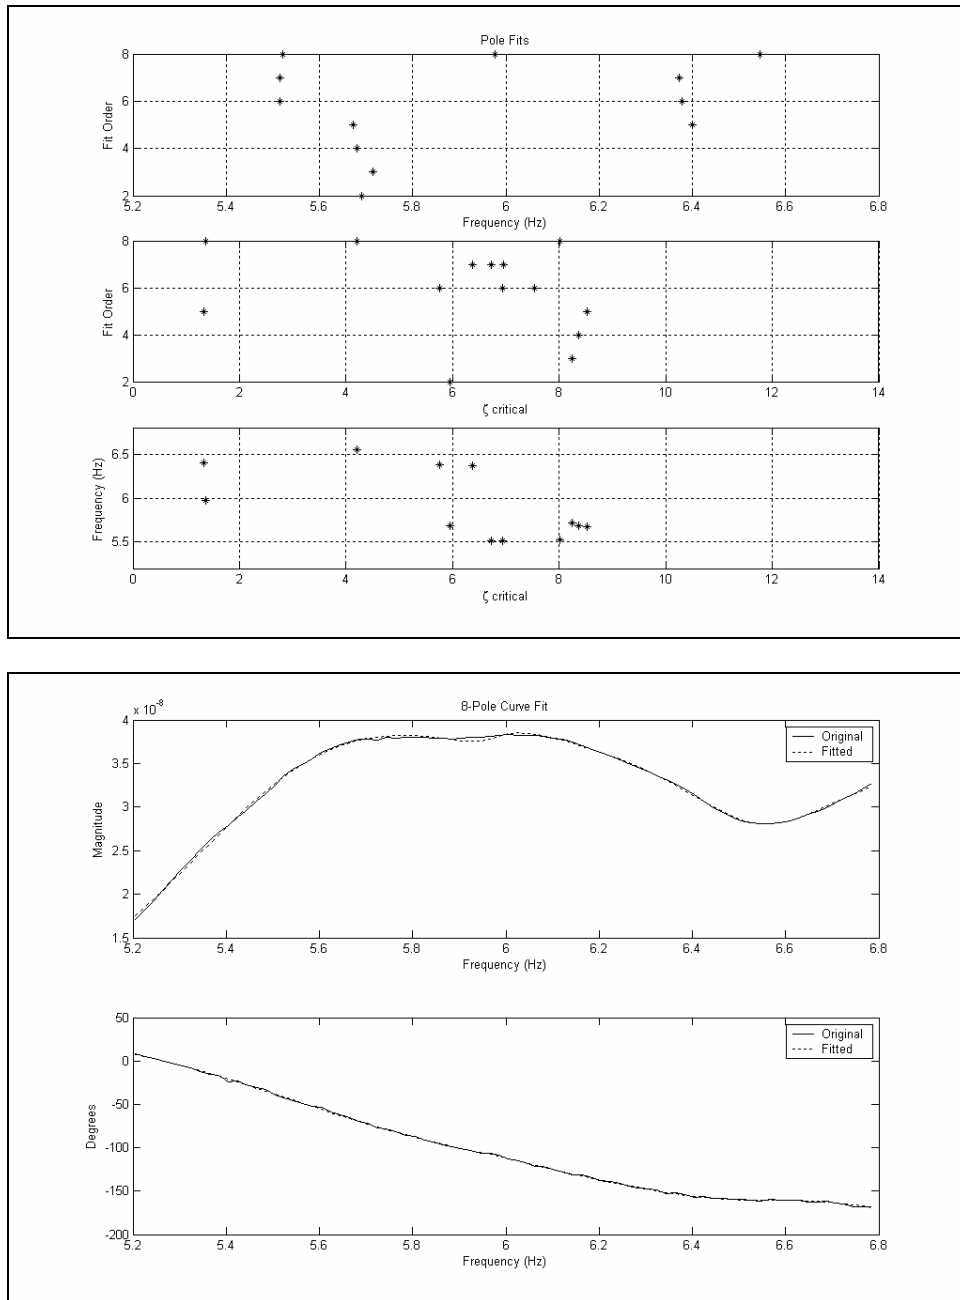 Pole Fits
8
6
4
2
Fit Order
5.2 5.4 5.6 5.8 6 6.2 6.4 6.6 6.8
Frequency (Hz)
8
6
4
2
Fit Order
0 2 4 6 8 10 12 14
ζ critical
6.5
6
5.5
Frequency (Hz)
0 2 4 6 8 10 12 14
ζ critical
x 10^-8
8-Pole Curve Fit
4
3.5
3
2.5
2
1.5
Magnitude
Original
Fitted
5.2 5.4 5.6 5.8 6 6.2 6.4 6.6 6.8
Frequency (Hz)
50
0
-50
-100
-150
-200
Degrees
Original
Fitted
5.2 5.4 5.6 5.8 6 6.2 6.4 6.6 6.8
Frequency (Hz)